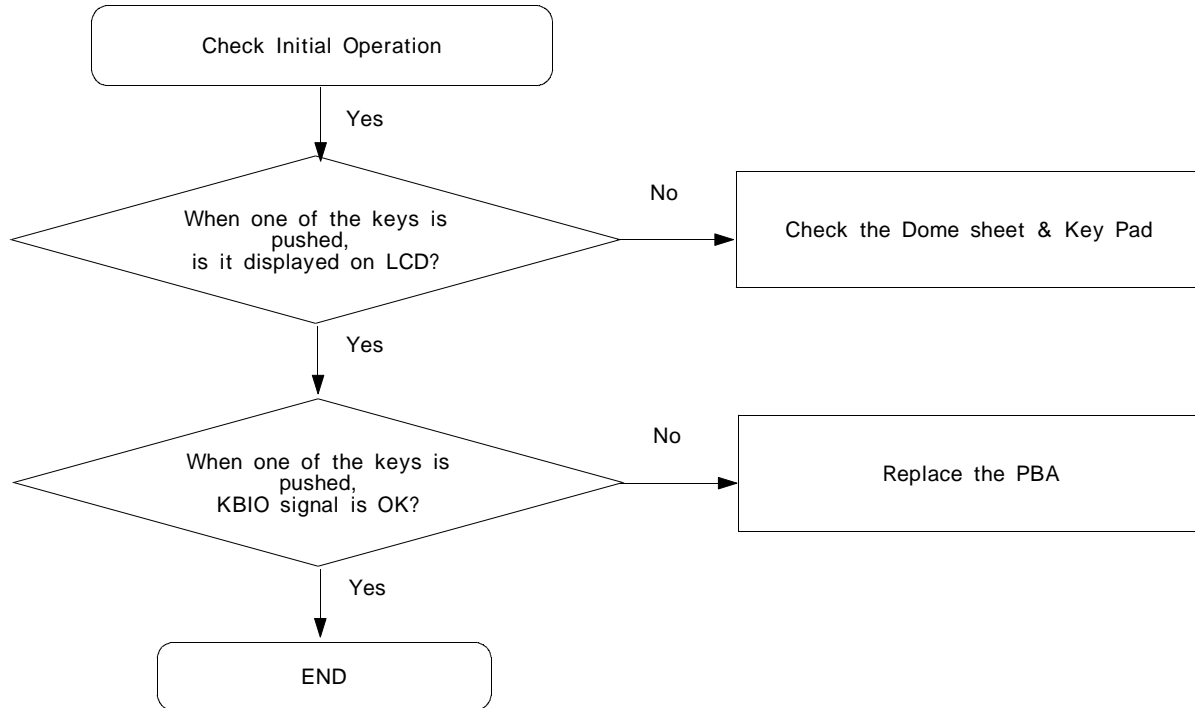 Check Initial Operation
Yes
When one of the keys is
pushed,
is it displayed on LCD?
No
Check the Dome sheet & Key Pad
Yes
When one of the keys is
pushed,
KBIO signal is OK?
No
Replace the PBA
Yes
END